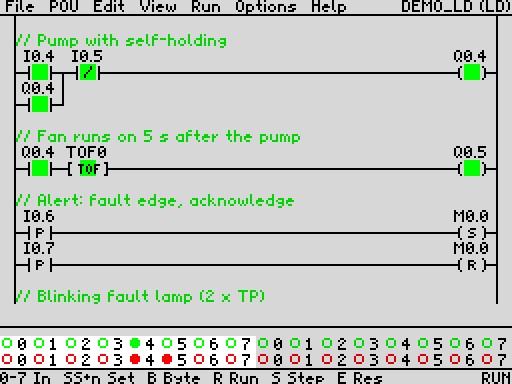 File POU Edit View Run Options Help DEMO_LD (LD)
// Pump with self-holding
I0.4 I0.5 Q0.4
/
Q0.4
// Fan runs on 5 s after the pump
Q0.4 TOF0 Q0.5
[TOF]
// Alert: fault edge, acknowledge
I0.6 M0.0
P (S)
I0.7 M0.0
P (R)
// Blinking fault lamp (2 x TP)
0 1 2 3 4 5 6 7 0 1 2 3 4 5 6 7
0 1 2 3 4 5 6 7 0 1 2 3 4 5 6 7
0-7 In SS+n Set B Byte R Run S Step E Res RUN